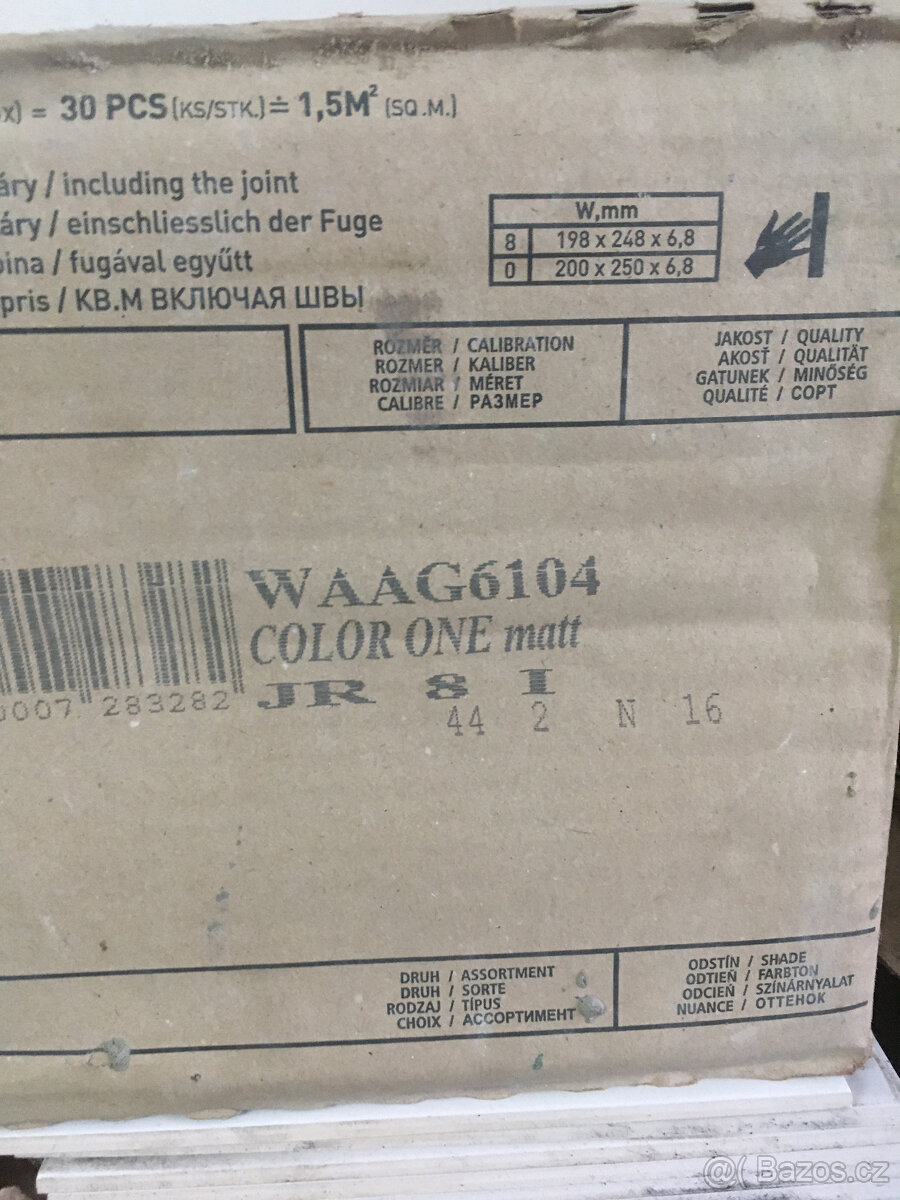 x) = 30 PCS (KS/STK.) ≐ 1,5M² (SQ.M.)
áry / including the joint
áry / einschliesslich der Fuge
pina / fugával együtt
pris / KB.M ВКЛЮЧАЯ ШВЫ
W,mm
8 198 x 248 x 6,8
0 200 x 250 x 6,8
ROZMĚR / CALIBRATION
ROZMER / KALIBER
ROZMIAR / MÉRET
CALIBRE / РАЗМЕР
JAKOST / QUALITY
AKOSŤ / QUALITÄT
GATUNEK / MINŐSÉG
QUALITÉ / СОРТ
WAAG6104
COLOR ONE matt
0007 283282
JR 8 I
44 2 N 16
DRUH / ASSORTMENT
DRUH / SORTE
RODZAJ / TÍPUS
CHOIX / АССОРТИМЕНТ
ODSTÍN / SHADE
ODTIEŇ / FARBTON
ODCIEŃ / SZÍNÁRNYALAT
NUANCE / ОТТЕНОК
@( Bazos.cz